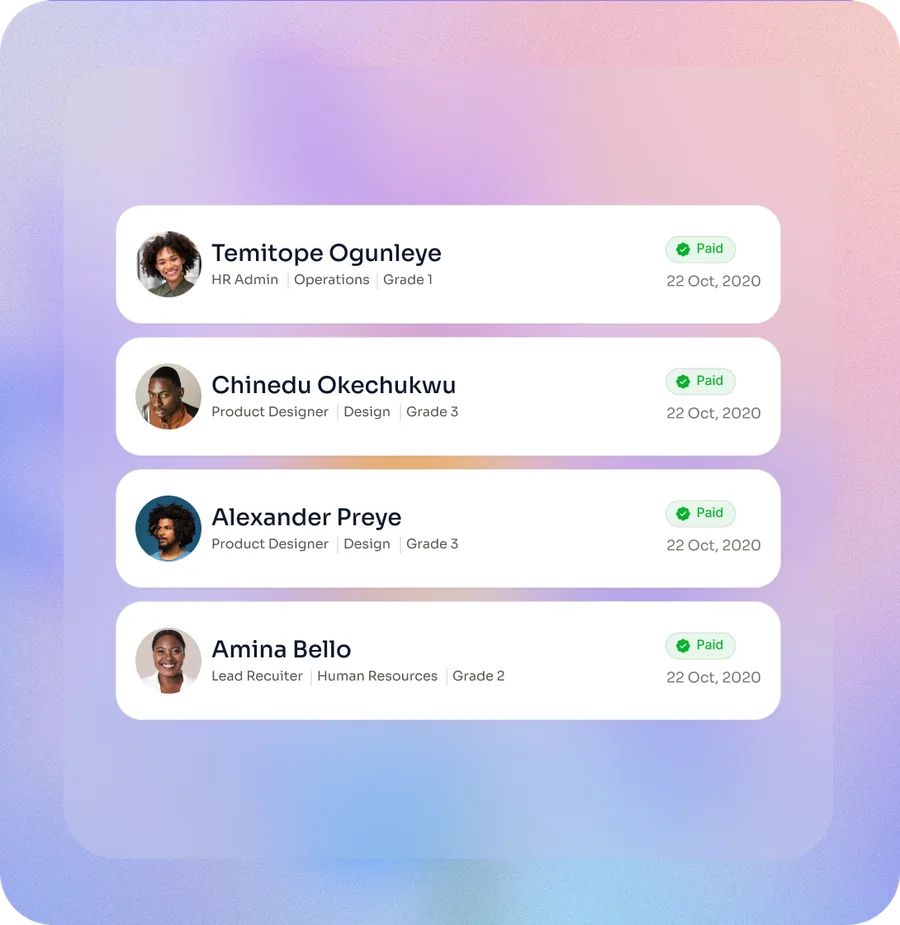 Temitope Ogunleye
HR Admin | Operations | Grade 1
Paid
22 Oct, 2020
Chinedu Okechukwu
Product Designer | Design | Grade 3
Paid
22 Oct, 2020
Alexander Preye
Product Designer | Design | Grade 3
Paid
22 Oct, 2020
Amina Bello
Lead Recuiter | Human Resources | Grade 2
Paid
22 Oct, 2020